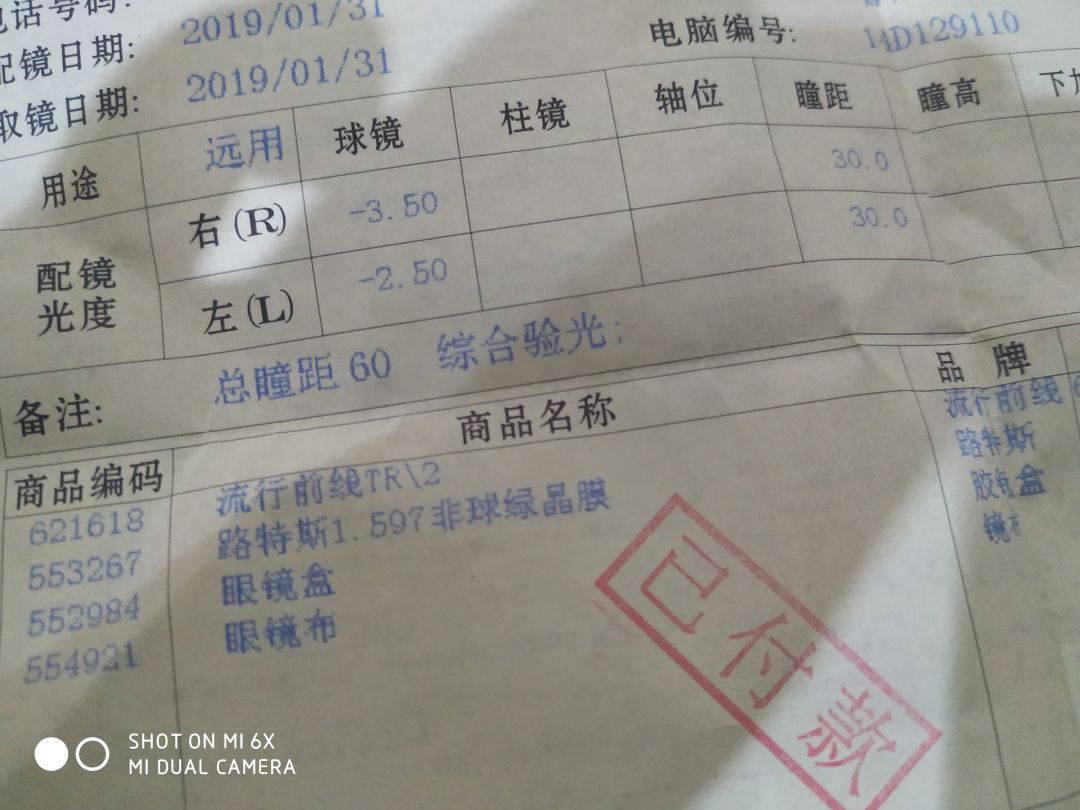 电话号码:
配镜日期: 2019/01/31
取镜日期: 2019/01/31
电脑编号: 14D129110
用途 远用 球镜 柱镜 轴位 瞳距 瞳高
配镜光度 右(R) -3.50 30.0
左(L) -2.50 30.0
备注: 总瞳距60 综合验光;
商品编码 商品名称 品 牌
621618 流行前线TR\2 流行前线
553267 路特斯1.597非球绿晶膜 路特斯
552984 眼镜盒
554921 眼镜布
已付款
SHOT ON MI 6X
MI DUAL CAMERA